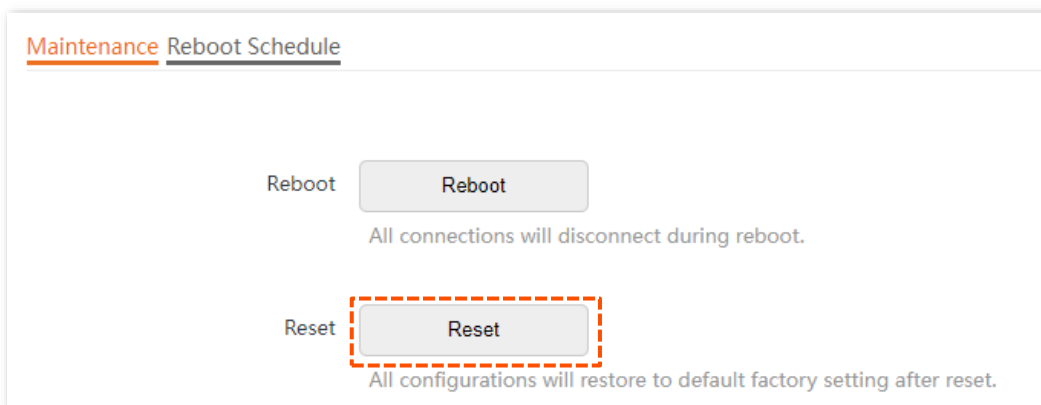 Maintenance Reboot Schedule
Reboot Reboot
All connections will disconnect during reboot.
Reset Reset
All configurations will restore to default factory setting after reset.